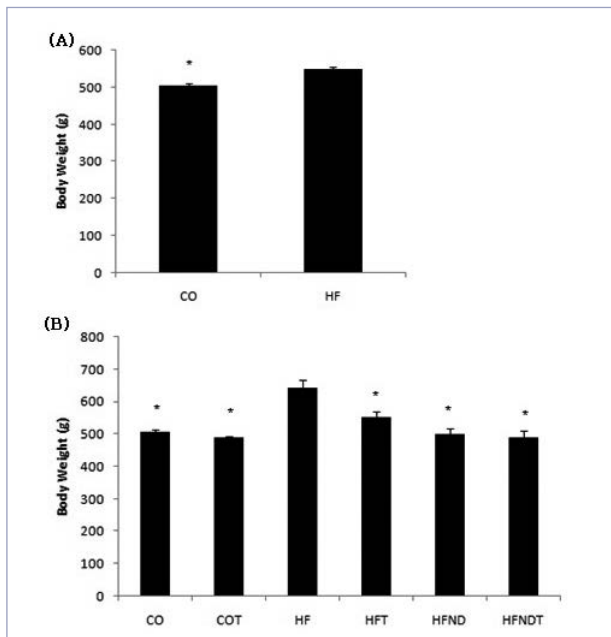 (A)
600
500
400
300
200
100
0
Body Weight (g)
*
CO HF
(B)
800
700
600
500
400
300
200
100
0
Body Weight (g)
* * * * *
CO COT HF HFT HFND HFNDT